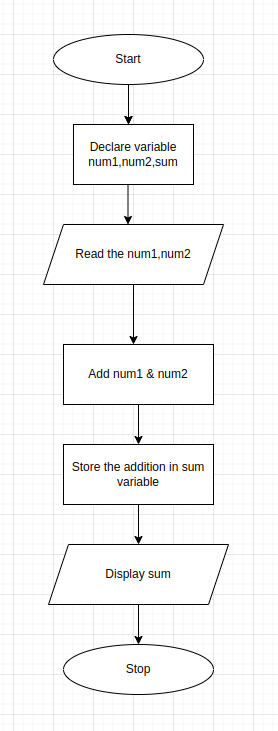 Start
Declare variable
num1,num2,sum
Read the num1,num2
Add num1 & num2
Store the addition in sum
variable
Display sum
Stop